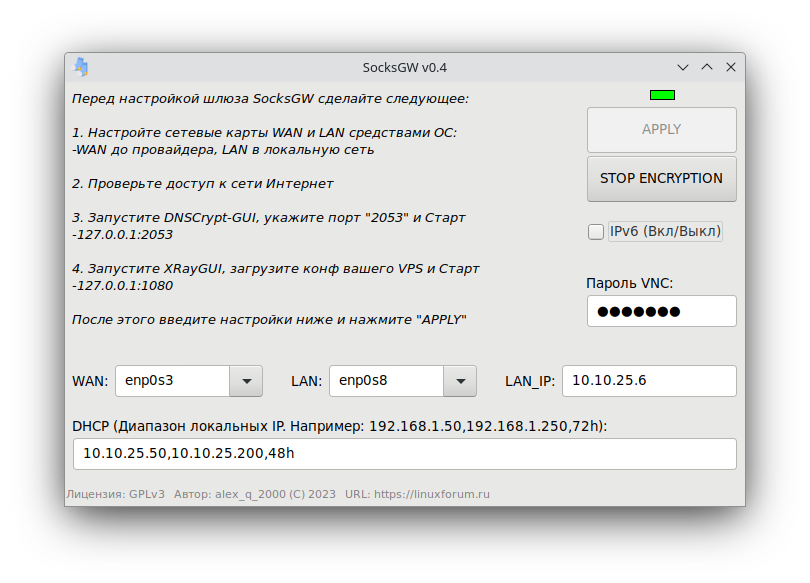 SocksGW v0.4
Перед настройкой шлюза SocksGW сделайте следующее:
1. Настройте сетевые карты WAN и LAN средствами ОС:
-WAN до провайдера, LAN в локальную сеть
2. Проверьте доступ к сети Интернет
3. Запустите DNSCrypt-GUI, укажите порт "2053" и Старт
-127.0.0.1:2053
4. Запустите XRayGUI, загрузите конф вашего VPS и Старт
-127.0.0.1:1080
После этого введите настройки ниже и нажмите "APPLY"
APPLY
STOP ENCRYPTION
IPv6 (Вкл/Выкл)
Пароль VNC:
●●●●●●●
WAN: enp0s3 LAN: enp0s8 LAN_IP: 10.10.25.6
DHCP (Диапазон локальных IP. Например: 192.168.1.50,192.168.1.250,72h):
10.10.25.50,10.10.25.200,48h
Лицензия: GPLv3 Автор: alex_q_2000 (C) 2023 URL: https://linuxforum.ru